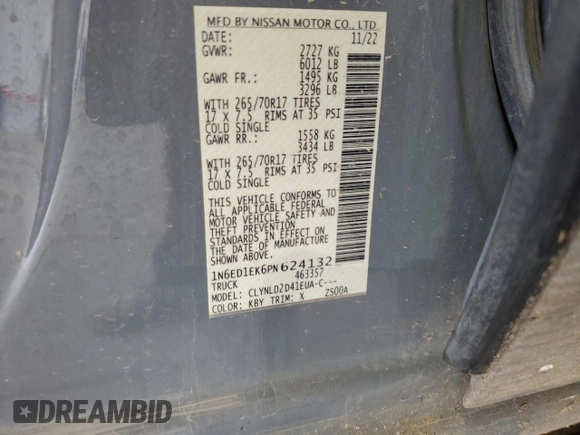 MFD BY NISSAN MOTOR CO., LTD
DATE: 11/22
GVWR: 2727 KG
6012 LB
GAWR FR.: 1495 KG
3296 LB
WITH 265/70R17 TIRES
17 X 7.5 RIMS AT 35 PSI
COLD SINGLE
GAWR RR.: 1558 KG
3434 LB
WITH 265/70R17 TIRES
17 X 7.5 RIMS AT 35 PSI
COLD SINGLE
THIS VEHICLE CONFORMS TO
ALL APPLICABLE FEDERAL
MOTOR VEHICLE SAFETY AND
THEFT PREVENTION
STANDARDS IN EFFECT ON
THE DATE OF MANUFACTURE
1N6ED1EK6PN624132
TRUCK 463357
MODEL: CLYNLD2D41EUA-C---
COLOR: KBY TRIM: X ZS00A
DREAMBID